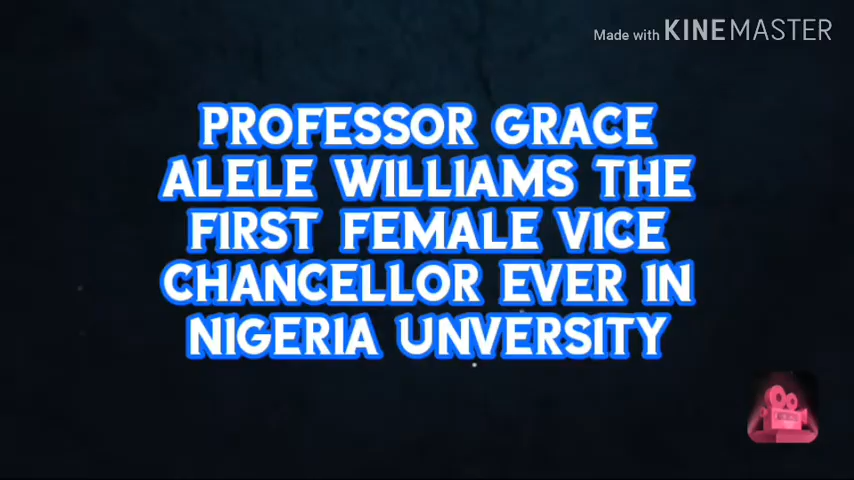 Made with KINEMASTER
PROFESSOR GRACE
ALELE WILLIAMS THE
FIRST FEMALE VICE
CHANCELLOR EVER IN
NIGERIA UNVERSITY